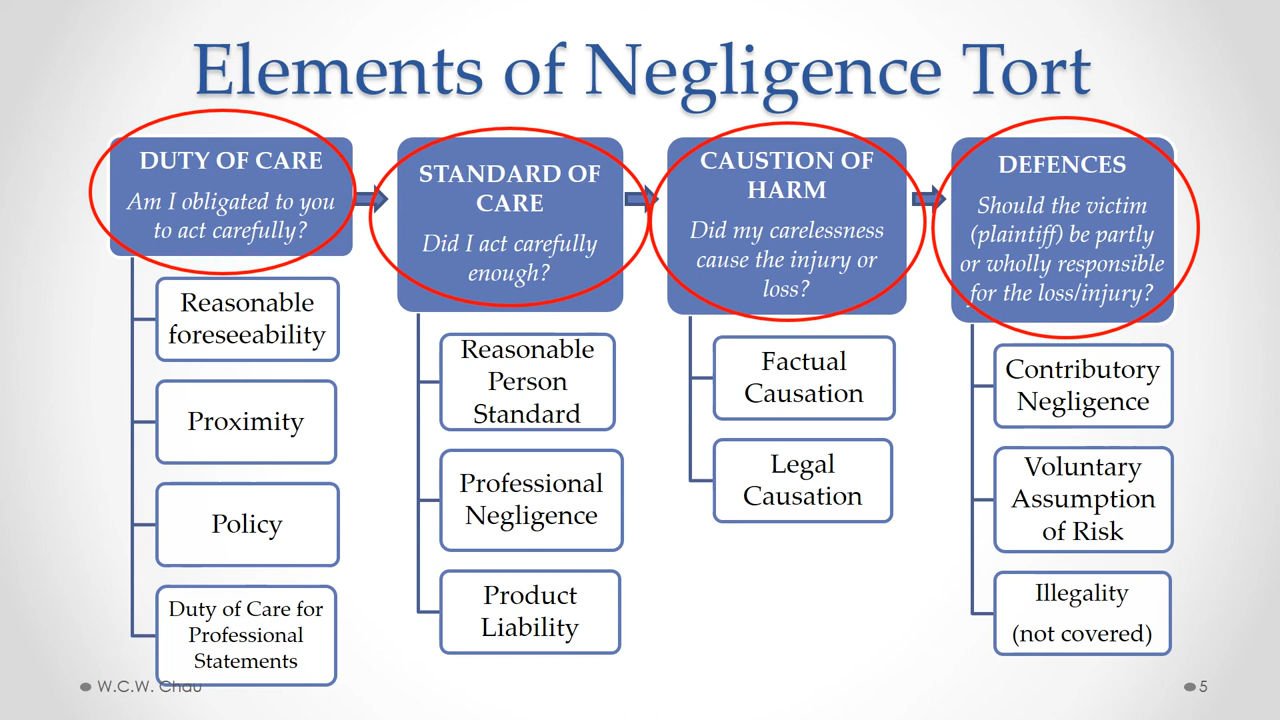 Elements of Negligence Tort
DUTY OF CARE
Am I obligated to you
to act carefully?
Reasonable
foreseeability
Proximity
Policy
Duty of Care for
Professional
Statements
STANDARD OF
CARE
Did I act carefully
enough?
Reasonable
Person
Standard
Professional
Negligence
Product
Liability
CAUSTION OF
HARM
Did my carelessness
cause the injury or
loss?
Factual
Causation
Legal
Causation
DEFENCES
Should the victim
(plaintiff) be partly
or wholly responsible
for the loss/injury?
Contributory
Negligence
Voluntary
Assumption
of Risk
Illegality
(not covered)
W.C.W. Chau
5